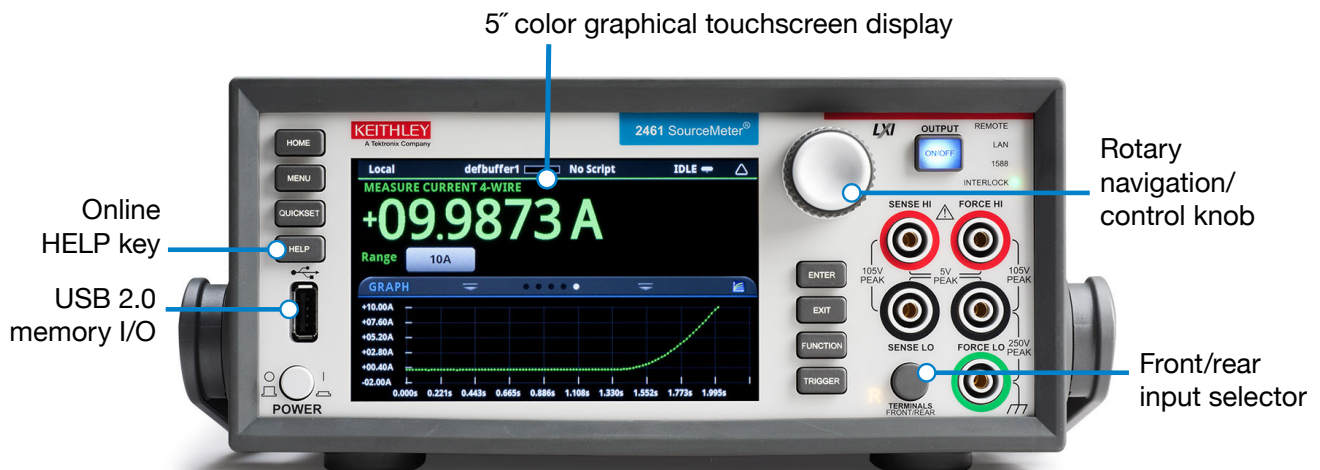 5″ color graphical touchscreen display
KEITHLEY
A Tektronix Company
2461 SourceMeter®
LXI
OUTPUT
ON/OFF
REMOTE
LAN
1588
INTERLOCK
HOME
MENU
QUICKSET
HELP
Online
HELP key
USB 2.0
memory I/O
POWER
Local defbuffer1 No Script IDLE
MEASURE CURRENT 4-WIRE
+09.9873 A
Range 10A
GRAPH
+10.00A
+07.60A
+05.20A
+02.80A
+00.40A
-02.00A
0.000s 0.221s 0.443s 0.665s 0.886s 1.108s 1.330s 1.552s 1.773s 1.995s
ENTER
EXIT
FUNCTION
TRIGGER
SENSE HI FORCE HI
105V
PEAK
5V
PEAK
105V
PEAK
SENSE LO FORCE LO
250V
PEAK
R
TERMINALS
FRONT/REAR
Rotary
navigation/
control knob
Front/rear
input selector